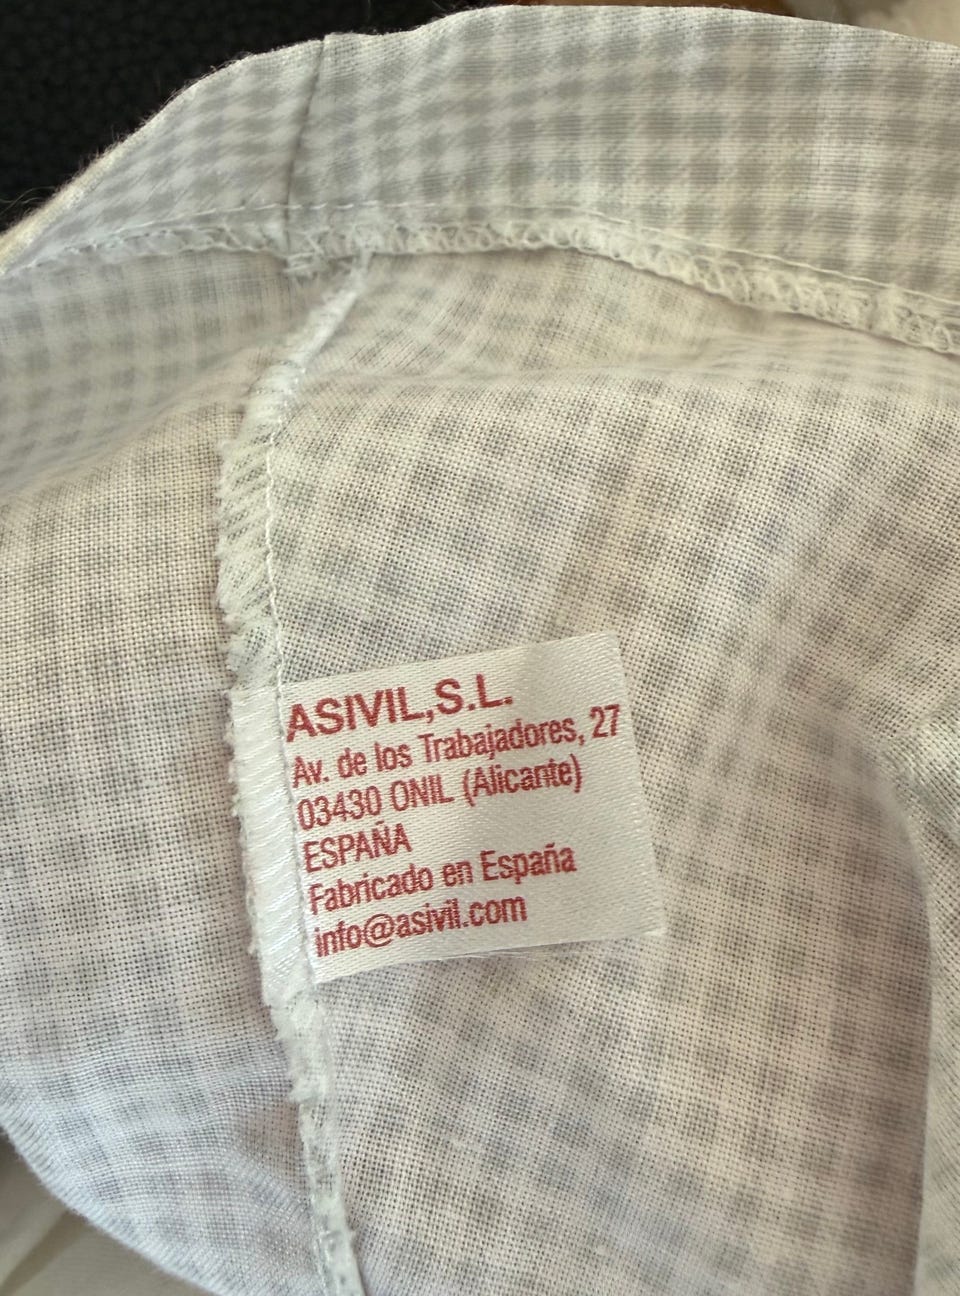 ASIVIL,S.L.
Av. de los Trabajadores, 27
03430 ONIL (Alicante)
ESPAÑA
Fabricado en España
info@asivil.com